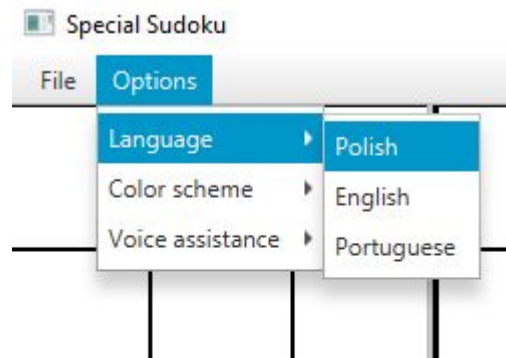 Special Sudoku
File Options
Language
Polish
Color scheme
English
Voice assistance
Portuguese